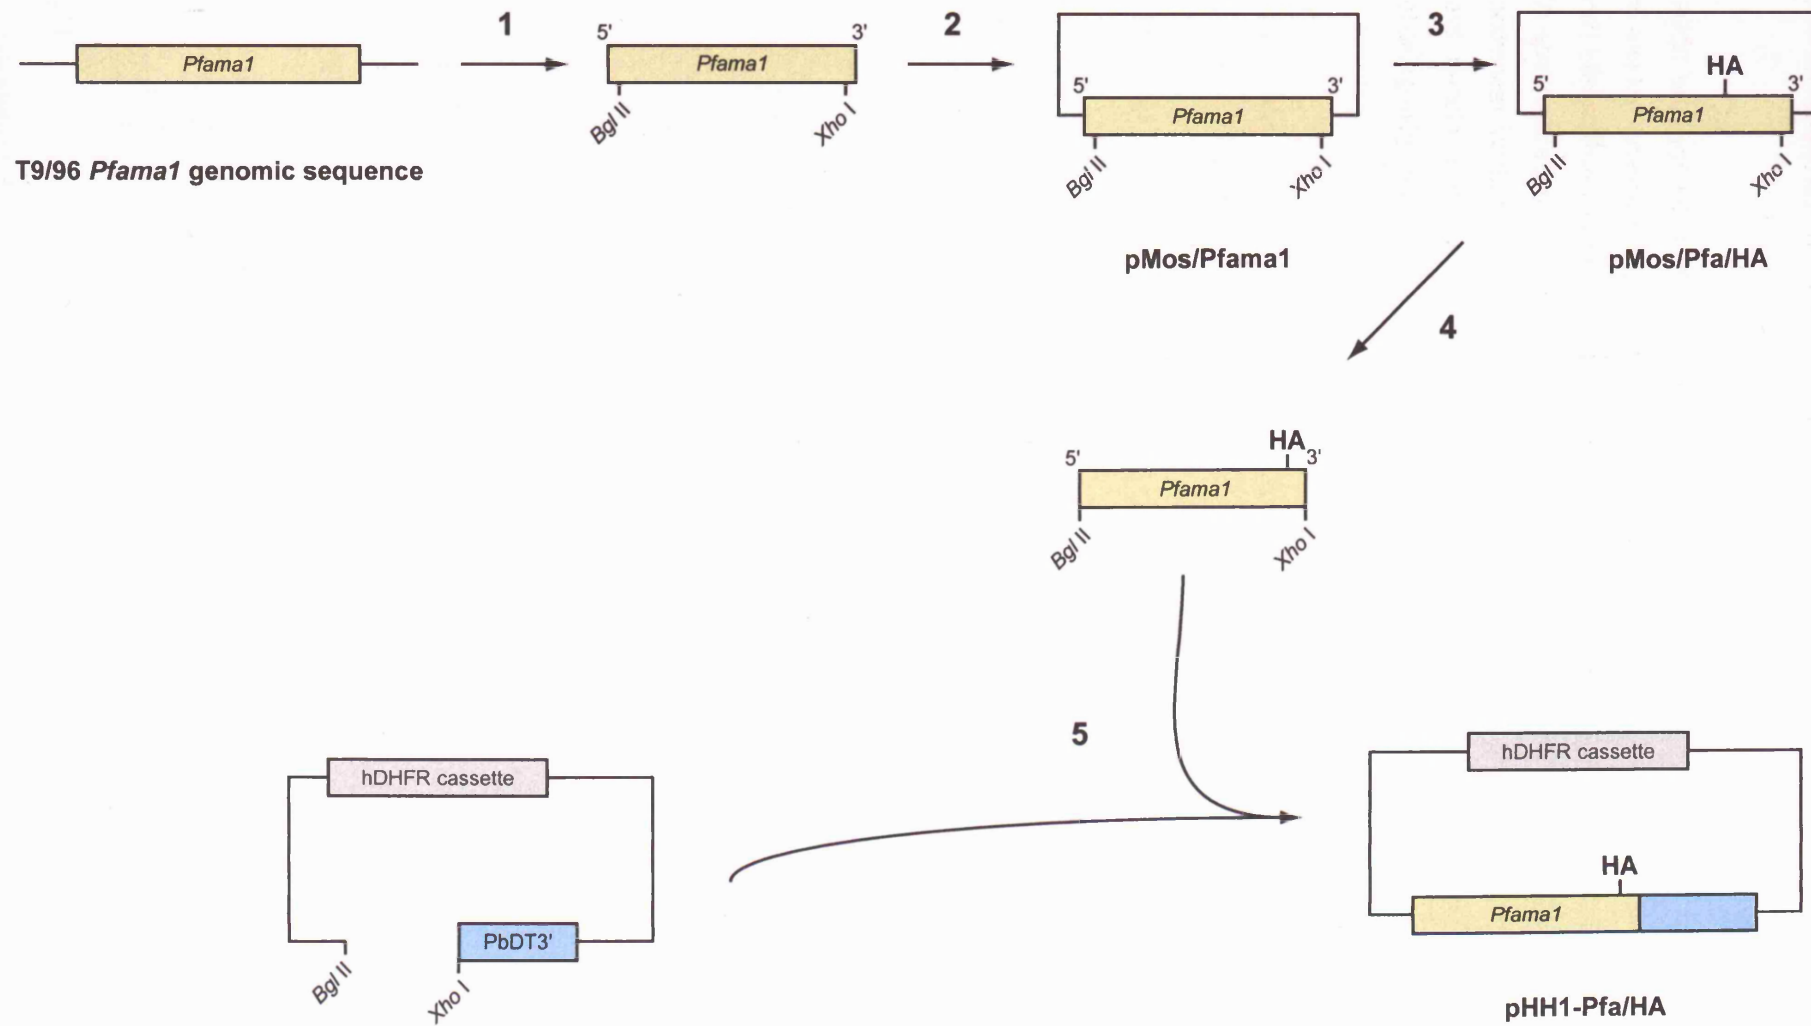 1
2
3
Pfama1
5'
3'
Pfama1
Bgl II
Xho I
5'
3'
Pfama1
Bgl II
Xho I
HA
5'
3'
Pfama1
Bgl II
Xho I
T9/96 Pfama1 genomic sequence
pMos/Pfama1
pMos/Pfa/HA
4
HA
5'
3'
Pfama1
Bgl II
Xho I
5
hDHFR cassette
PbDT3'
Bgl II
Xho I
hDHFR cassette
HA
Pfama1
pHH1-Pfa/HA